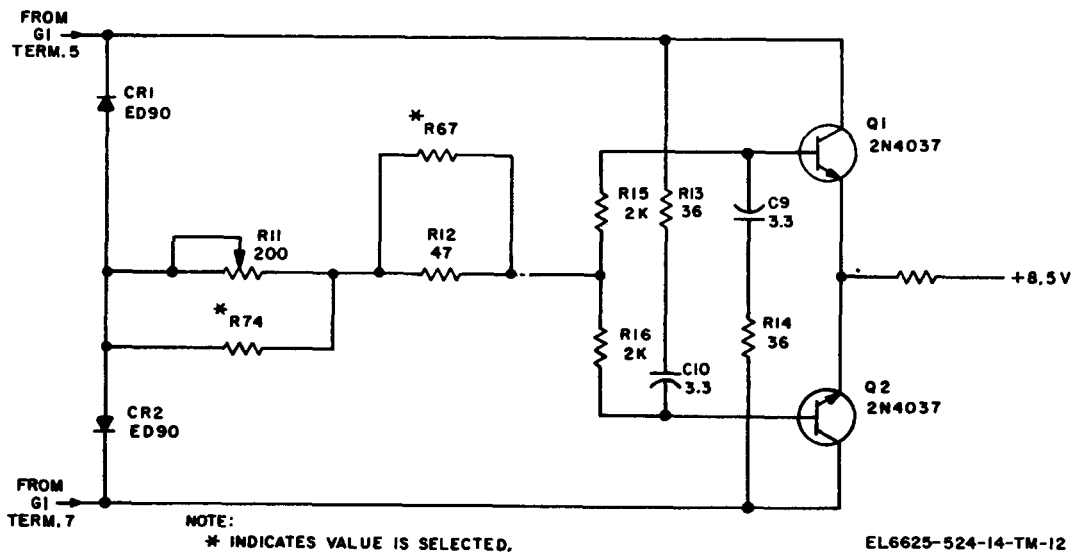 FROM
G1
TERM.5
CR1
ED90
*R67
Q1
2N4037
R15
2K
R13
36
C9
3.3
R11
200
R12
47
+8.5V
*R74
R16
2K
R14
36
C10
3.3
CR2
ED90
Q2
2N4037
FROM
G1
TERM.7
NOTE:
* INDICATES VALUE IS SELECTED.
EL6625-524-14-TM-12